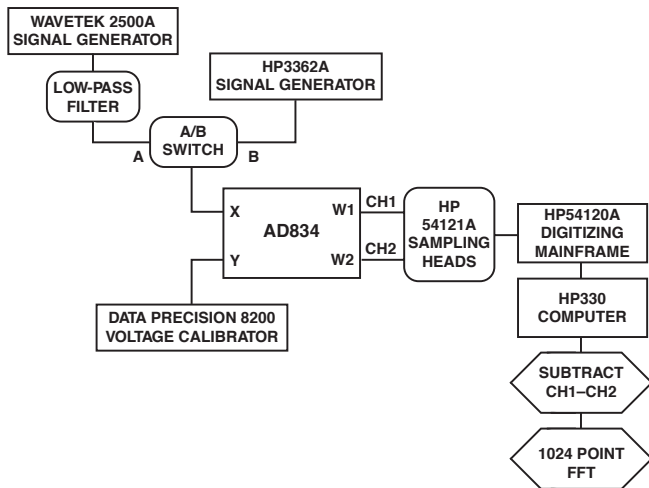 WAVETEK 2500A
SIGNAL GENERATOR
LOW-PASS
FILTER
HP3362A
SIGNAL GENERATOR
A/B
SWITCH
A
B
X
Y
AD834
W1
W2
CH1
CH2
HP
54121A
SAMPLING
HEADS
HP54120A
DIGITIZING
MAINFRAME
DATA PRECISION 8200
VOLTAGE CALIBRATOR
HP330
COMPUTER
SUBTRACT
CH1–CH2
1024 POINT
FFT